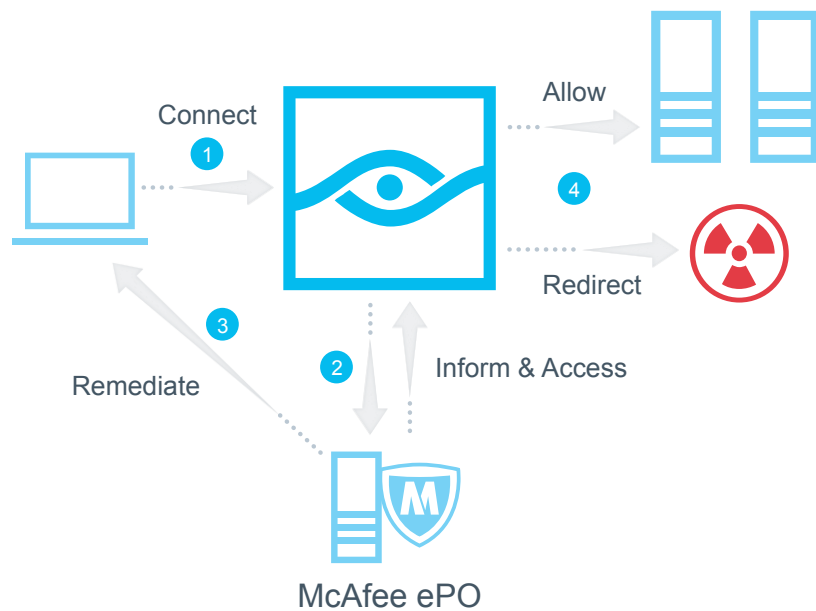 Connect
1
Allow
4
Redirect
3
2
Inform & Access
Remediate
M
McAfee ePO